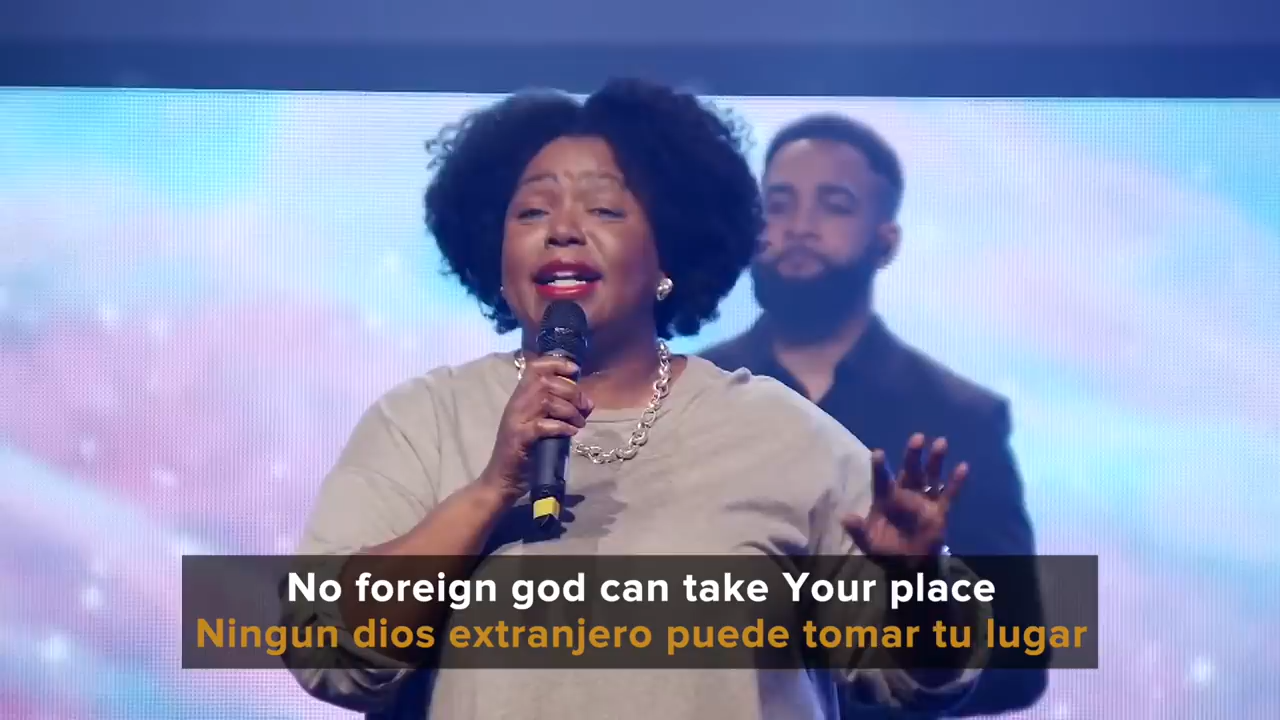 No foreign god can take Your place
Ningun dios extranjero puede tomar tu lugar